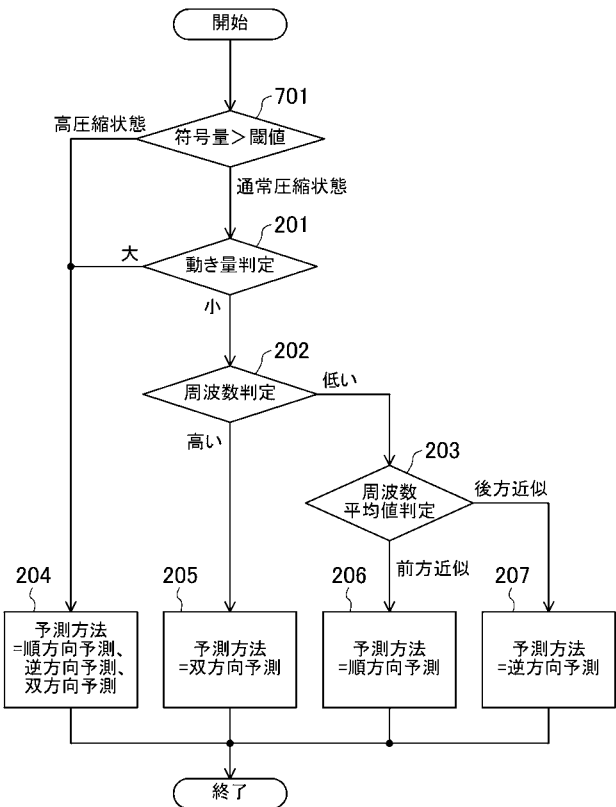 開始
701
高圧縮状態
符号量＞閾値
通常圧縮状態
201
大
動き量判定
小
202
周波数判定
低い
高い
203
周波数
平均値判定
後方近似
前方近似
204
予測方法
=順方向予測、
逆方向予測、
双方向予測
205
予測方法
=双方向予測
206
予測方法
=順方向予測
207
予測方法
=逆方向予測
終了